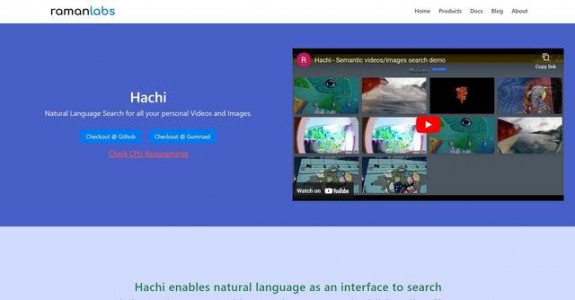 ramanlabs
Home Products Docs Blog About
Hachi
Natural Language Search for all your personal Videos and Images.
Checkout @ Github Checkout @ Gumroad
Check CPU Requirements
R Hachi - Semantic videos/images search demo
Copy link
Watch on YouTube
Hachi enables natural language as an interface to search